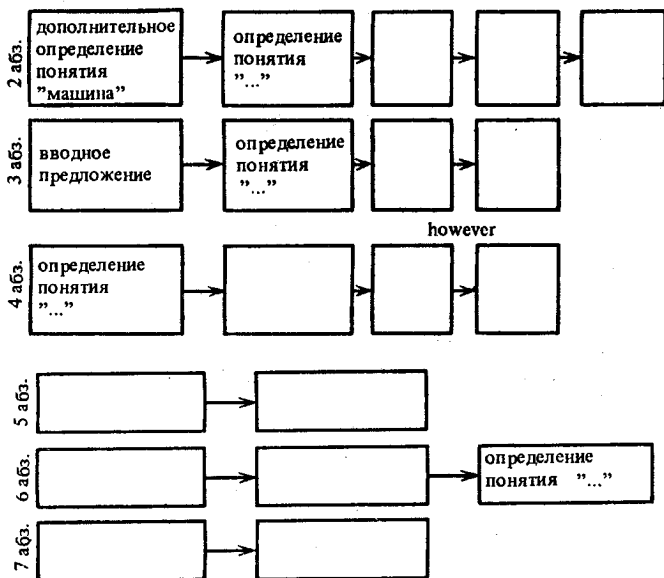 2 абз.
дополнительное
определение
понятия
"машина"
определение
понятия
"..."
3 абз.
вводное
предложение
определение
понятия
"..."
however
4 абз.
определение
понятия
"..."
5 абз.
6 абз.
определение
понятия "..."
7 абз.